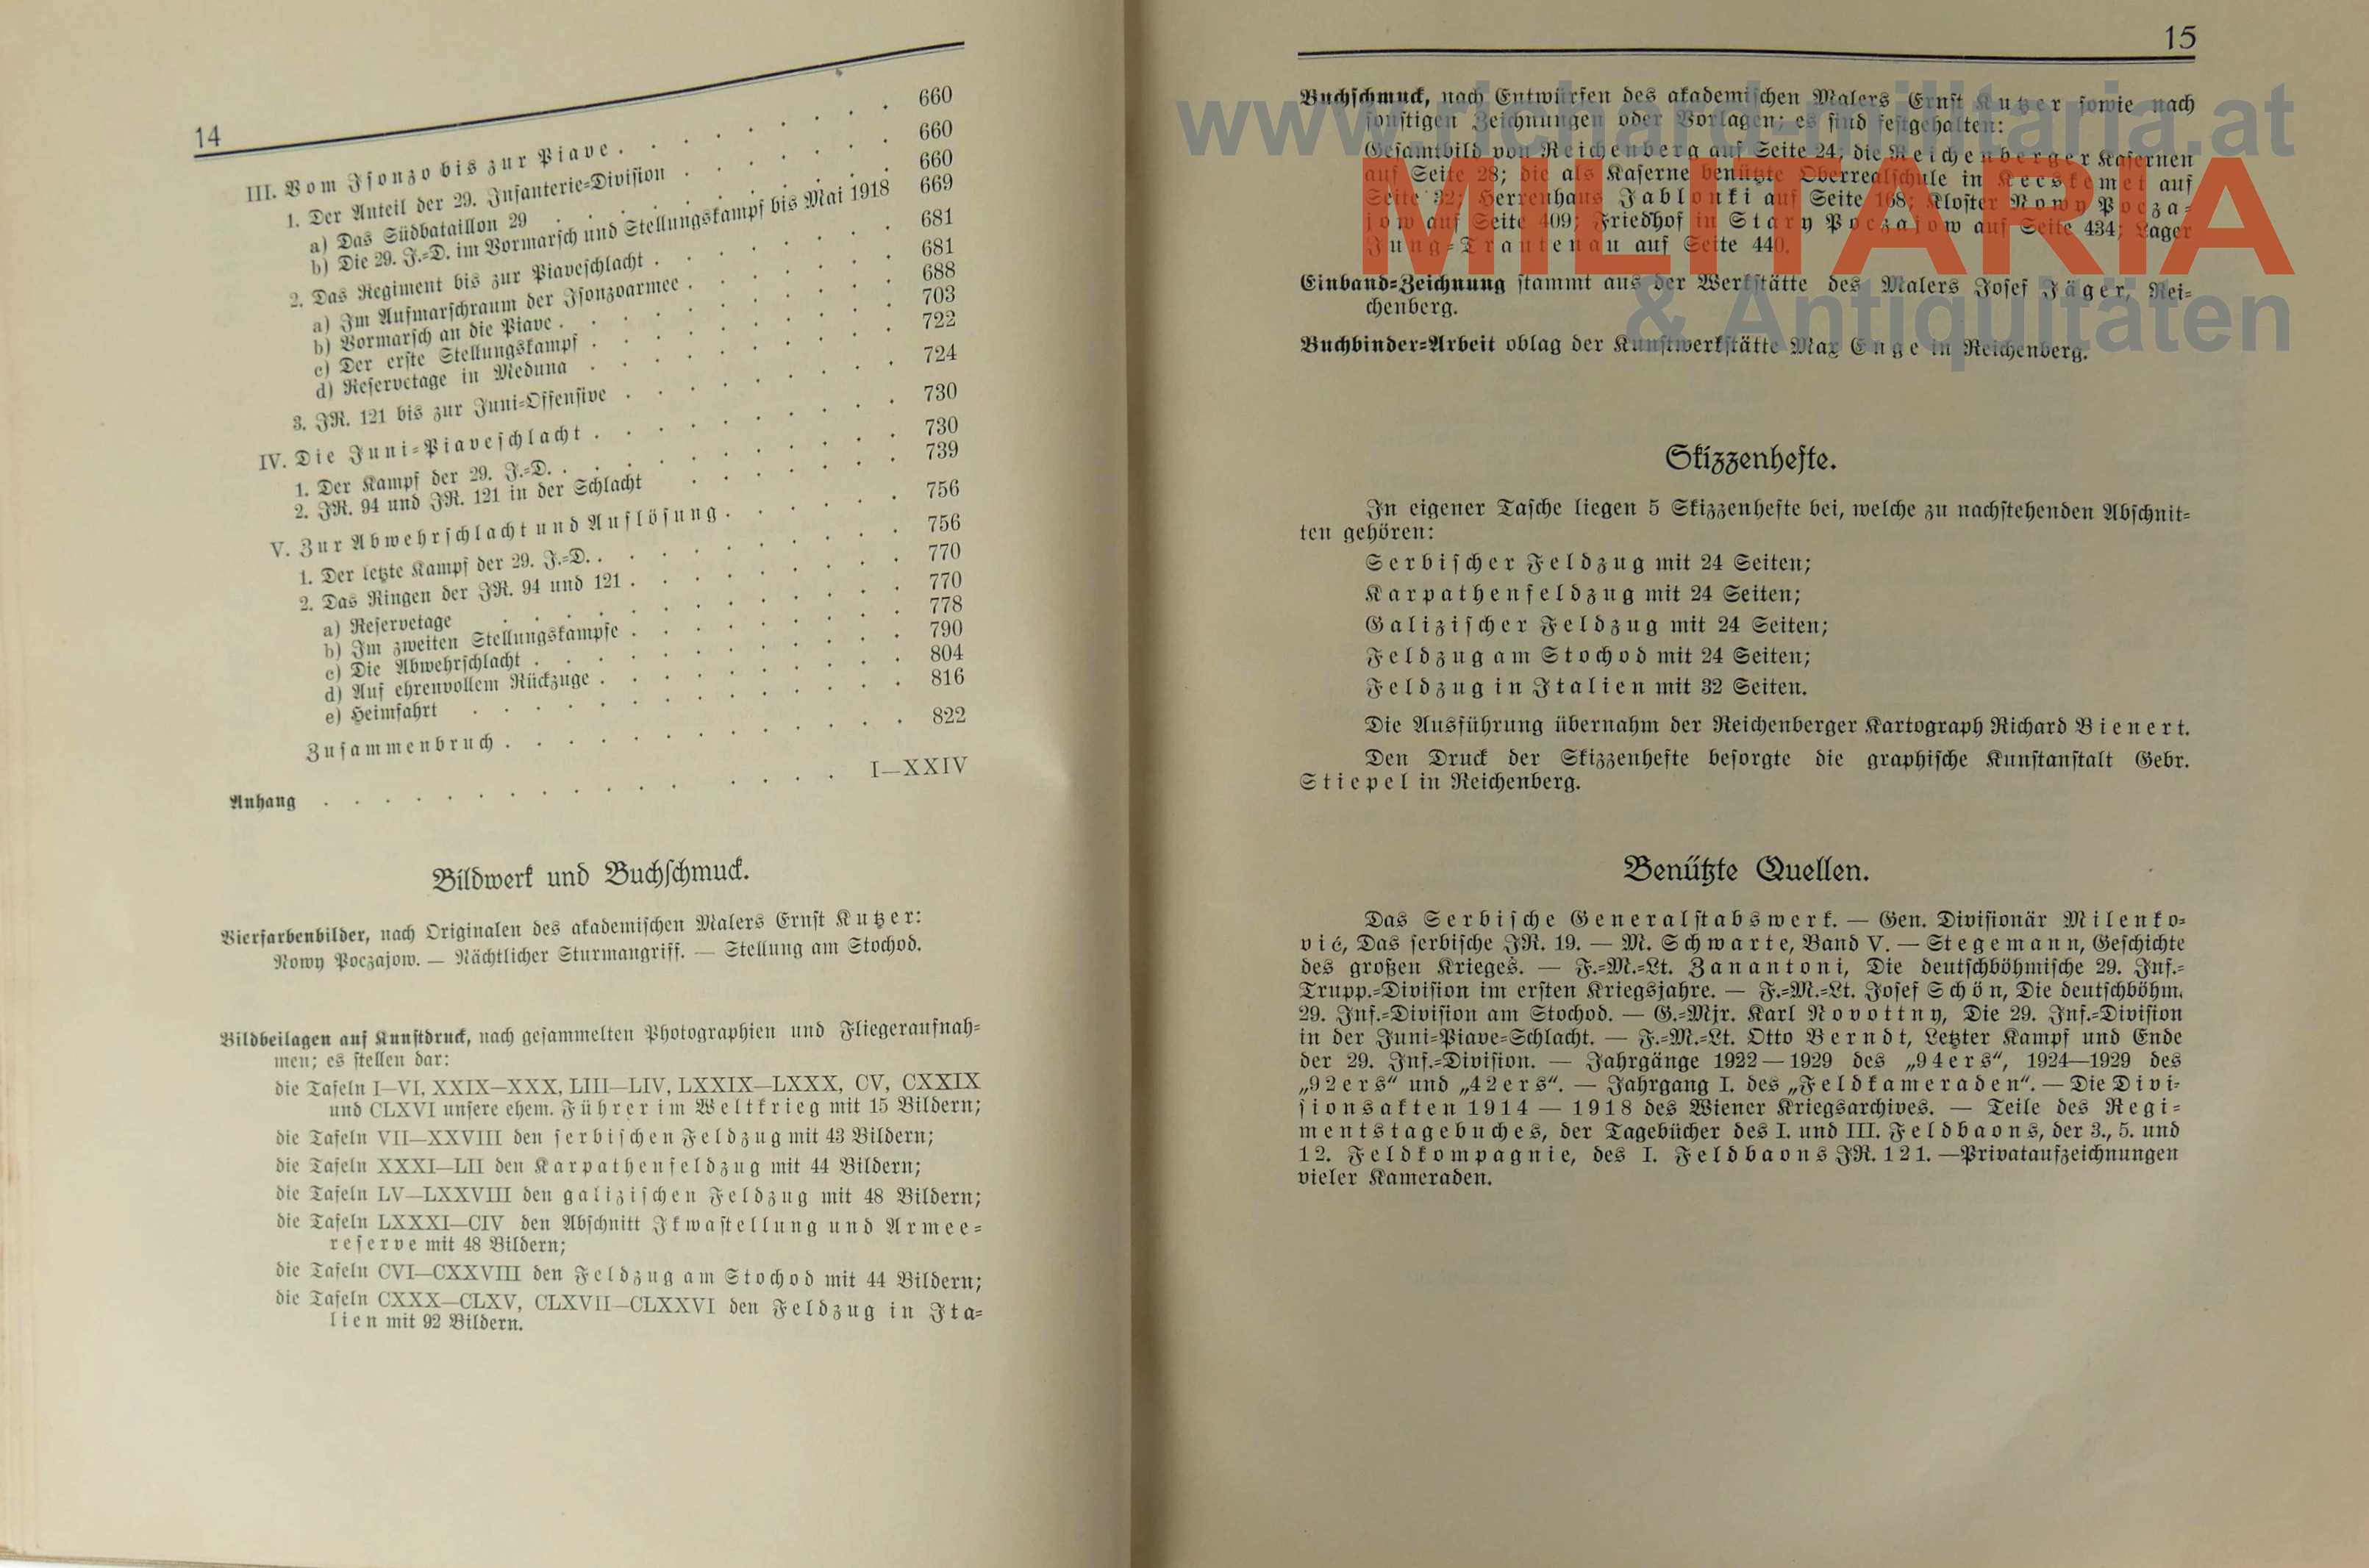 14
III. Vom Isonzo bis zur Piave . . . . . . . 660
1. Der Anteil der 29. Infanterie-Division . . . . . 660
a) Das Südbataillon 29 . . . . . . 660
b) Die 29. J.-D. im Vormarsch und Stellungskampf bis Mai 1918 669
2. Das Regiment bis zur Piaveschlacht . . . . . 681
a) Im Aufmarschraum der Isonzoarmee . . . . . 681
b) Vormarsch an die Piave . . . . . . 688
c) Der erste Stellungskampf . . . . . . 703
d) Reservetage in Meduna . . . . . . 722
3. JR. 121 bis zur Juni-Offensive . . . . . . 724
IV. Die Juni-Piaveschlacht . . . . . . . 730
1. Der Kampf der 29. J.-D. . . . . . . 730
2. JR. 94 und JR. 121 in der Schlacht . . . . . 739
V. Zur Abwehrschlacht und Auflösung . . . . . 756
1. Der letzte Kampf der 29. J.-D. . . . . . . 756
2. Das Ringen der JR. 94 und 121 . . . . . . 770
a) Reservetage . . . . . . . 770
b) Im zweiten Stellungskampfe . . . . . . 778
c) Die Abwehrschlacht . . . . . . . 790
d) Auf ehrenvollem Rückzuge . . . . . . 804
e) Heimfahrt . . . . . . . . 816
Zusammenbruch . . . . . . . . 822
Anhang . . . . . . . . . I—XXIV
Bildwerk und Buchschmuck.
Vierfarbenbilder, nach Originalen des akademischen Malers Ernst Kutzer:
Nowy Poczajow. — Nächtlicher Sturmangriff. — Stellung am Stochod.
Bildbeilagen auf Kunstdruck, nach gesammelten Photographien und Fliegeraufnah-
men; es stellen dar:
die Tafeln I—VI, XXIX—XXX, LIII—LIV, LXXIX—LXXX, CV, CXXIX
und CLXVI unsere ehem. Führer im Weltkrieg mit 15 Bildern;
die Tafeln VII—XXVIII den serbischen Feldzug mit 43 Bildern;
die Tafeln XXXI—LII den Karpathenfeldzug mit 44 Bildern;
die Tafeln LV—LXXVIII den galizischen Feldzug mit 48 Bildern;
die Tafeln LXXXI—CIV den Abschnitt Ikwastellung und Armee-
reserve mit 48 Bildern;
die Tafeln CVI—CXXVIII den Feldzug am Stochod mit 44 Bildern;
die Tafeln CXXX—CLXV, CLXVII—CLXXVI den Feldzug in Ita-
lien mit 92 Bildern.
15
Buchschmuck, nach Entwürfen des akademischen Malers Ernst Kutzer sowie nach
sonstigen Zeichnungen oder Vorlagen; es sind festgehalten:
Gesamtbild von Reichenberg auf Seite 24; die Reichenberger Kasernen
auf Seite 28; die als Kaserne benützte Oberrealschule in Kecskemet auf
Seite 32; Herrenhaus Jablonki auf Seite 168; Kloster Nowy Pocza-
jow auf Seite 409; Friedhof in Stary Poczajow auf Seite 434; Lager
Jung-Trautenau auf Seite 440.
Einband-Zeichnung stammt aus der Werkstätte des Malers Josef Jäger, Rei-
chenberg.
Buchbinder-Arbeit oblag der Kunstwerkstätte Max Enge in Reichenberg.
Skizzenhefte.
In eigener Tasche liegen 5 Skizzenhefte bei, welche zu nachstehenden Abschnit-
ten gehören:
Serbischer Feldzug mit 24 Seiten;
Karpathenfeldzug mit 24 Seiten;
Galizischer Feldzug mit 24 Seiten;
Feldzug am Stochod mit 24 Seiten;
Feldzug in Italien mit 32 Seiten.
Die Ausführung übernahm der Reichenberger Kartograph Richard Bienert.
Den Druck der Skizzenhefte besorgte die graphische Kunstanstalt Gebr.
Stiepel in Reichenberg.
Benützte Quellen.
Das Serbische Generalstabswerk. — Gen. Divisionär Milenko-
vić, Das serbische JR. 19. — M. Schwarte, Band V. — Stegemann, Geschichte
des großen Krieges. — F.-M.-Lt. Zanantoni, Die deutschböhmische 29. Inf.-
Trupp.-Division im ersten Kriegsjahre. — F.-M.-Lt. Josef Schön, Die deutschböhm.
29. Inf.-Division am Stochod. — G.-Mjr. Karl Novottny, Die 29. Inf.-Division
in der Juni-Piave-Schlacht. — F.-M.-Lt. Otto Berndt, Letzter Kampf und Ende
der 29. Inf.-Division. — Jahrgänge 1922—1929 des „94ers“, 1924—1929 des
„92ers“ und „42ers“. — Jahrgang I. des „Feldkameraden“. — Die Divi-
sionsakten 1914 — 1918 des Wiener Kriegsarchives. — Teile des Regi-
mentstagebuches, der Tagebücher des I. und III. Feldbaons, der 3., 5. und
12. Feldkompagnie, des I. Feldbaons JR. 121. — Privataufzeichnungen
vieler Kameraden.
MILITARIA
& Antiquitäten